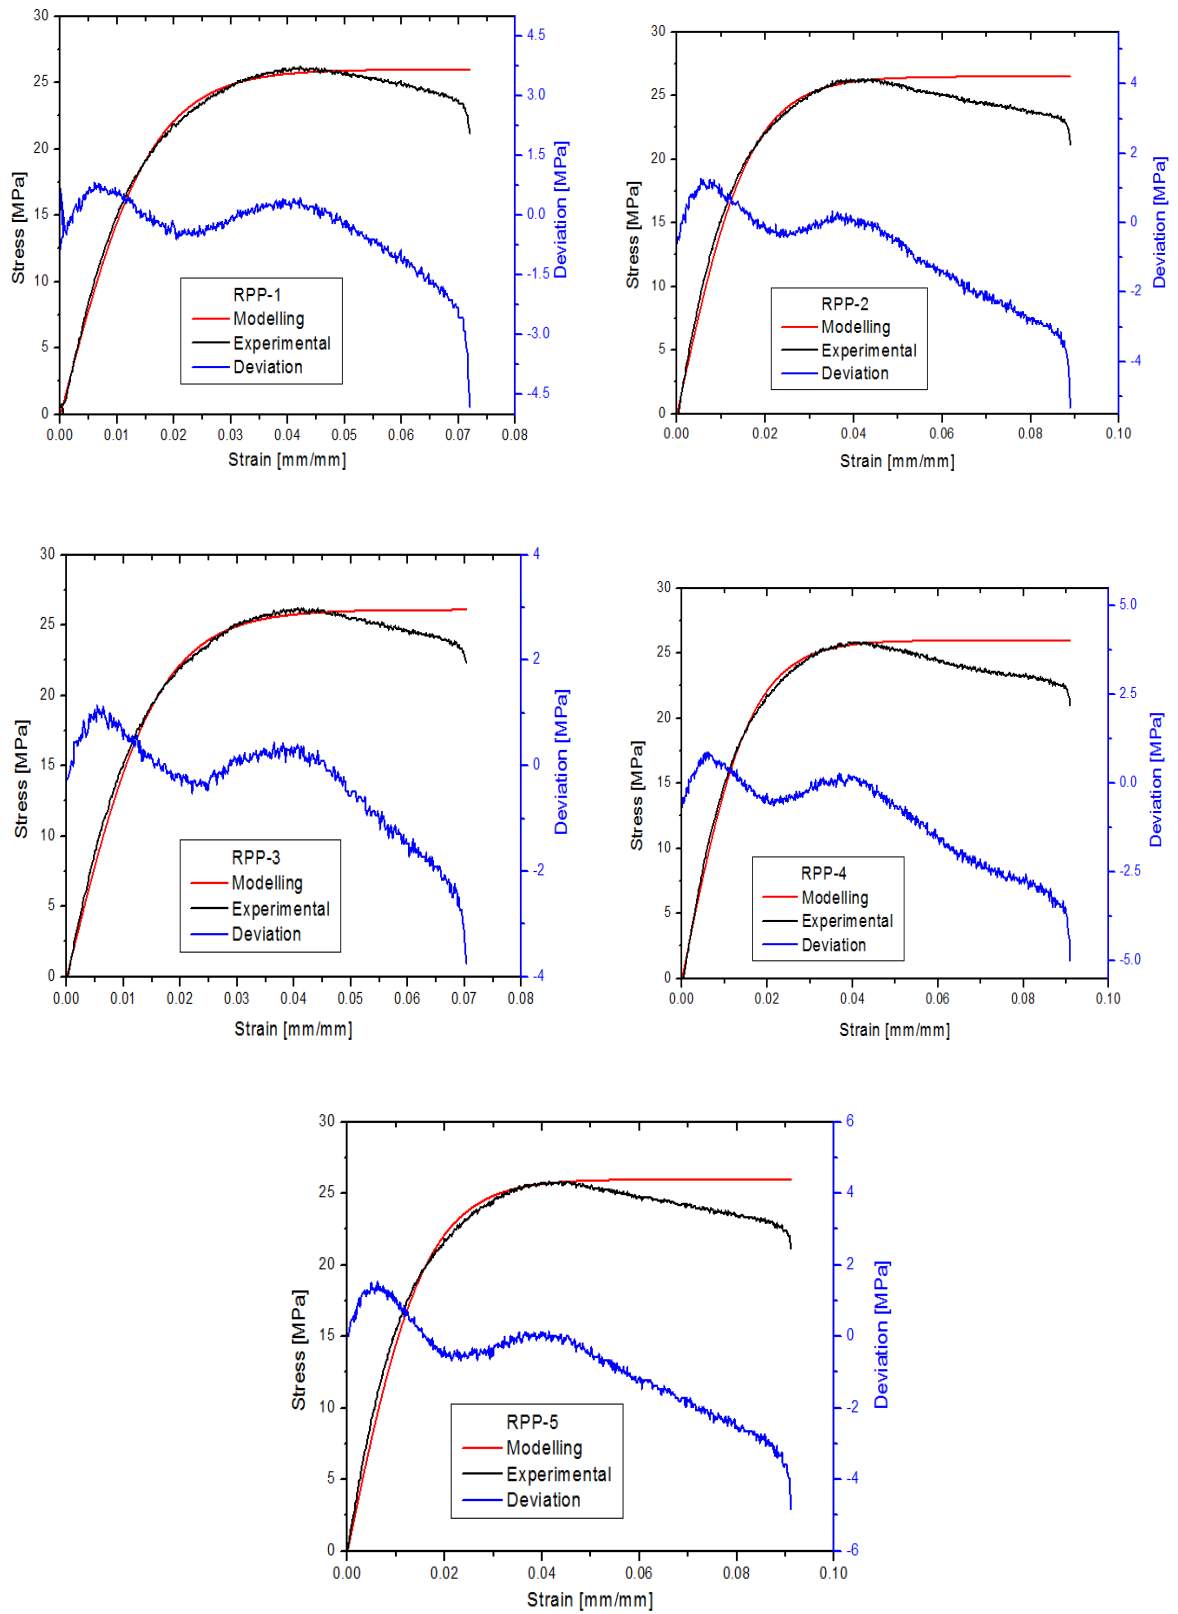 30
25
20
15
10
5
0
Stress [MPa]
4.5
3.0
1.5
0.0
-1.5
-3.0
-4.5
Deviation [MPa]
RPP-1
Modelling
Experimental
Deviation
0.00 0.01 0.02 0.03 0.04 0.05 0.06 0.07 0.08
Strain [mm/mm]
30
25
20
15
10
5
0
Stress [MPa]
4
2
0
-2
-4
Deviation [MPa]
RPP-2
Modelling
Experimental
Deviation
0.00 0.02 0.04 0.06 0.08 0.10
Strain [mm/mm]
30
25
20
15
10
5
0
Stress [MPa]
4
2
0
-2
-4
Deviation [MPa]
RPP-3
Modelling
Experimental
Deviation
0.00 0.01 0.02 0.03 0.04 0.05 0.06 0.07 0.08
Strain [mm/mm]
30
25
20
15
10
5
0
Stress [MPa]
5.0
2.5
0.0
-2.5
-5.0
Deviation [MPa]
RPP-4
Modelling
Experimental
Deviation
0.00 0.02 0.04 0.06 0.08 0.10
Strain [mm/mm]
30
25
20
15
10
5
0
Stress [MPa]
6
4
2
0
-2
-4
-6
Deviation [MPa]
RPP-5
Modelling
Experimental
Deviation
0.00 0.02 0.04 0.06 0.08 0.10
Strain [mm/mm]